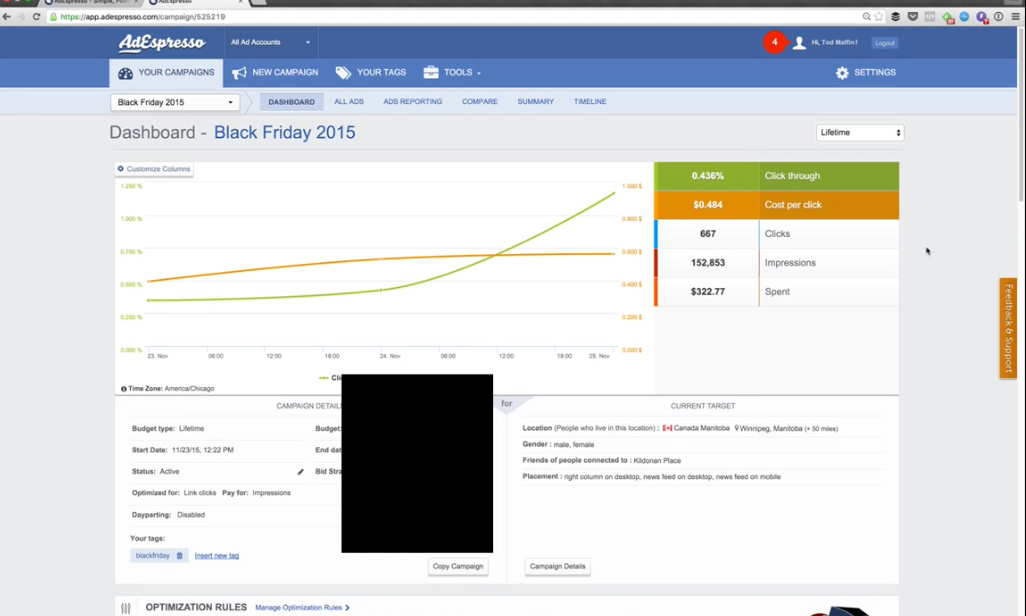 AdEspresso - Simple, Po
AdEspresso
https://app.adespresso.com/campaign/525219
AdEspresso
All Ad Accounts
4
Hi, Tod Maffin!
Logout
YOUR CAMPAIGNS
NEW CAMPAIGN
YOUR TAGS
TOOLS
SETTINGS
Black Friday 2015
DASHBOARD
ALL ADS
ADS REPORTING
COMPARE
SUMMARY
TIMELINE
Dashboard - Black Friday 2015
Lifetime
Customize Columns
1.250 %
1.000 %
0.750 %
0.500 %
0.250 %
0.000 %
1.000 $
0.800 $
0.600 $
0.400 $
0.200 $
0.000 $
23. Nov
06:00
12:00
18:00
24. Nov
06:00
12:00
18:00
25. Nov
Cli
Time Zone: America/Chicago
0.436% Click through
$0.484 Cost per click
667 Clicks
152,853 Impressions
$322.77 Spent
Feedback & Support
CAMPAIGN DETAIL
for
CURRENT TARGET
Budget type: Lifetime
Budget:
Start Date: 11/23/15, 12:22 PM
End dat
Status: Active
Bid Stra
Optimized for: Link clicks Pay for: Impressions
Dayparting: Disabled
Your tags:
blackfriday
Insert new tag
Copy Campaign
Location (People who live in this location) : Canada Manitoba Winnipeg, Manitoba (+ 50 miles)
Gender : male, female
Friends of people connected to : Kildonan Place
Placement : right column on desktop, news feed on desktop, news feed on mobile
Campaign Details
OPTIMIZATION RULES
Manage Optimization Rules